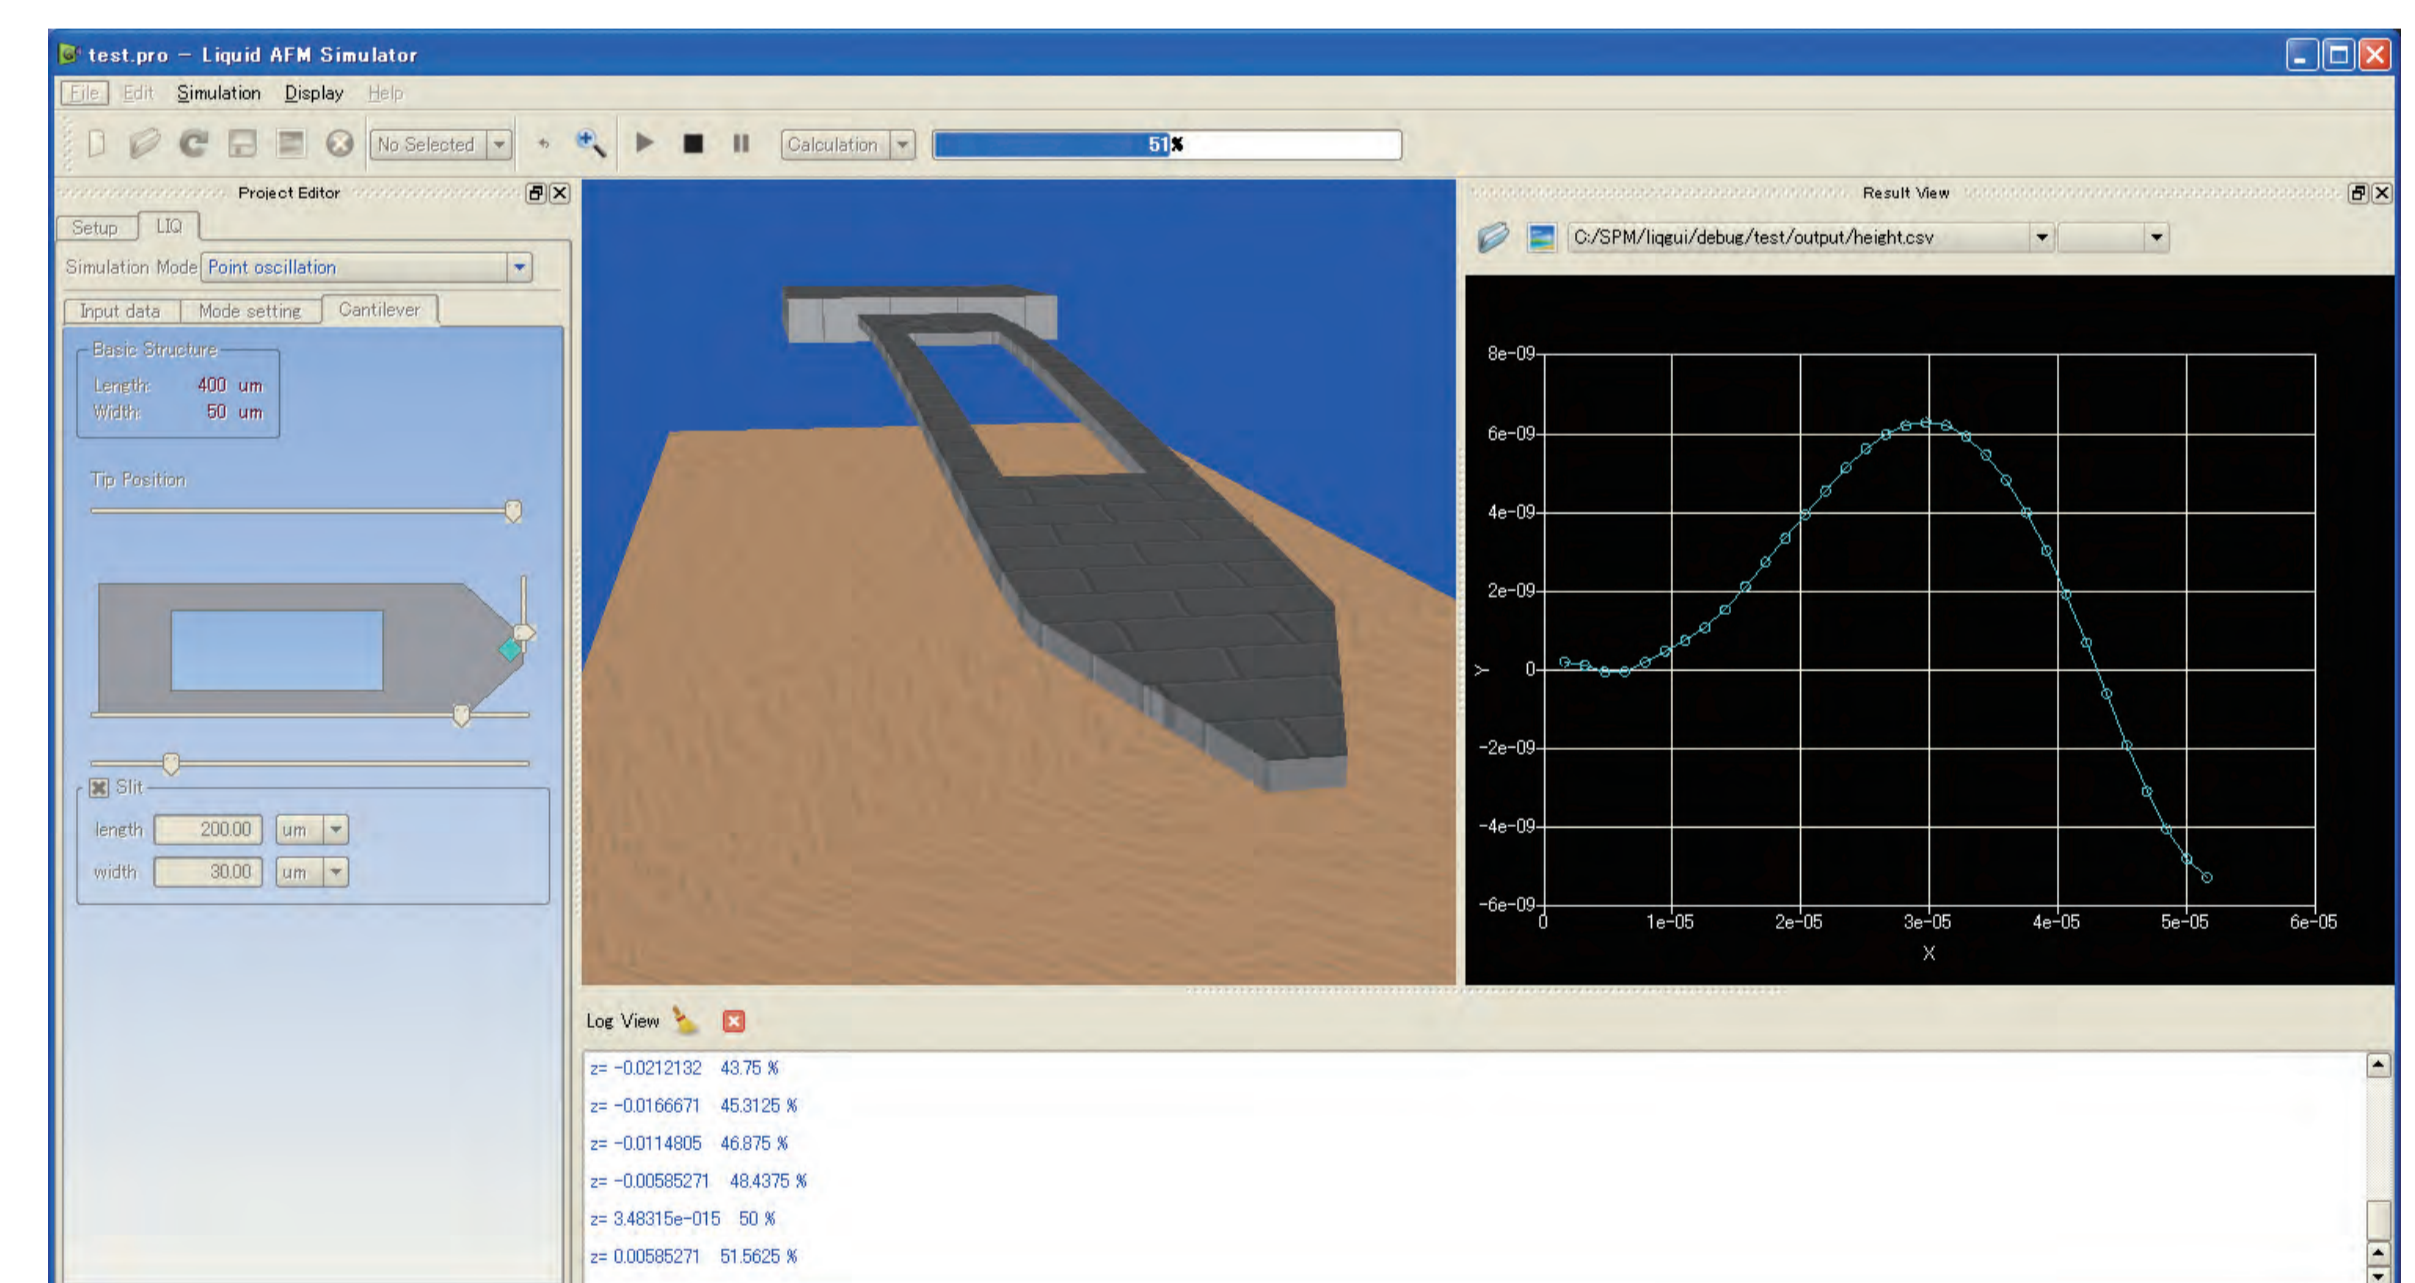 test.pro - Liquid AFM Simulator
File Edit Simulation Display Help
No Selected Calculation 51%
Project Editor
Setup LIQ
Simulation Mode Point oscillation
Input data Mode setting Cantilever
Basic Structure
Length: 400 um
Width: 50 um
Tip Position
Slit
length 200.00 um
width 30.00 um
Result View
C:/SPM/liqgui/debug/test/output/height.csv
8e-09
6e-09
4e-09
2e-09
Y 0
-2e-09
-4e-09
-6e-09
0 1e-05 2e-05 3e-05 4e-05 5e-05 6e-05
X
Log View
z= -0.0212132 43.75 %
z= -0.0166671 45.3125 %
z= -0.0114805 46.875 %
z= -0.00585271 48.4375 %
z= 3.48315e-015 50 %
z= 0.00585271 51.5625 %